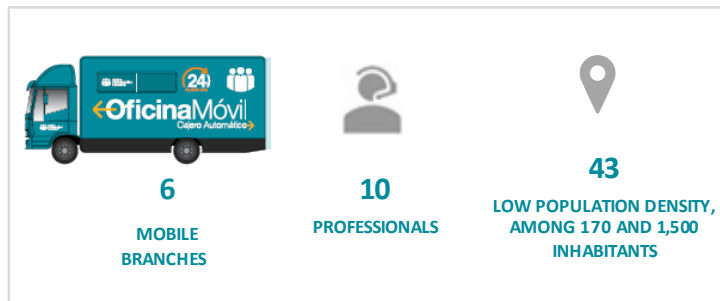 24
OficinaMóvil
Cajero Automático
6
MOBILE
BRANCHES
10
PROFESSIONALS
43
LOW POPULATION DENSITY,
AMONG 170 AND 1,500
INHABITANTS